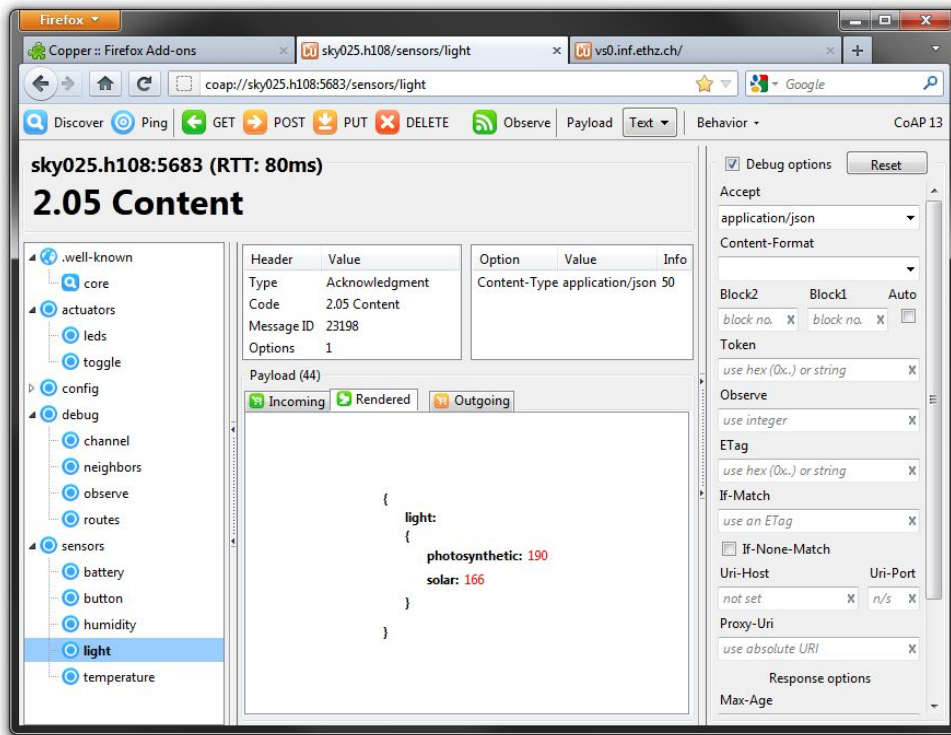 Firefox
Copper :: Firefox Add-ons
sky025.h108/sensors/light
vs0.inf.ethz.ch/
coap://sky025.h108:5683/sensors/light
Google
Discover Ping GET POST PUT DELETE Observe Payload Text Behavior CoAP 13
sky025.h108:5683 (RTT: 80ms)
2.05 Content
.well-known
core
actuators
leds
toggle
config
debug
channel
neighbors
observe
routes
sensors
battery
button
humidity
light
temperature
Header Value
Type Acknowledgment
Code 2.05 Content
Message ID 23198
Options 1
Option Value Info
Content-Type application/json 50
Payload (44)
Incoming Rendered Outgoing
{
light:
{
photosynthetic: 190
solar: 166
}
}
Debug options Reset
Accept
application/json
Content-Format
Block2 Block1 Auto
block no. x block no. x
Token
use hex (0x..) or string x
Observe
use integer x
ETag
use hex (0x..) or string x
If-Match
use an ETag x
If-None-Match
Uri-Host Uri-Port
not set x n/s x
Proxy-Uri
use absolute URI x
Response options
Max-Age